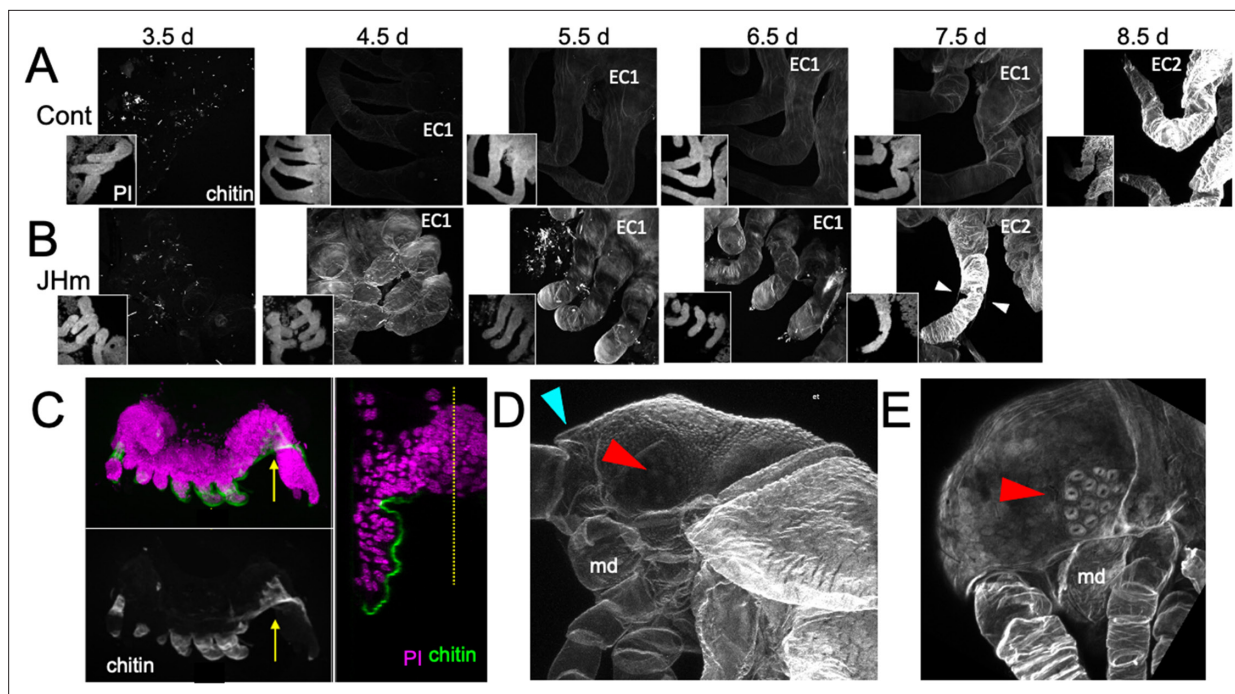 3.5 d 4.5 d 5.5 d 6.5 d 7.5 d 8.5 d
A
Cont
PI chitin EC1 EC1 EC1 EC1 EC2
B
JHm
EC1 EC1 EC1 EC2
C D E
et
md md
PI chitin
chitin